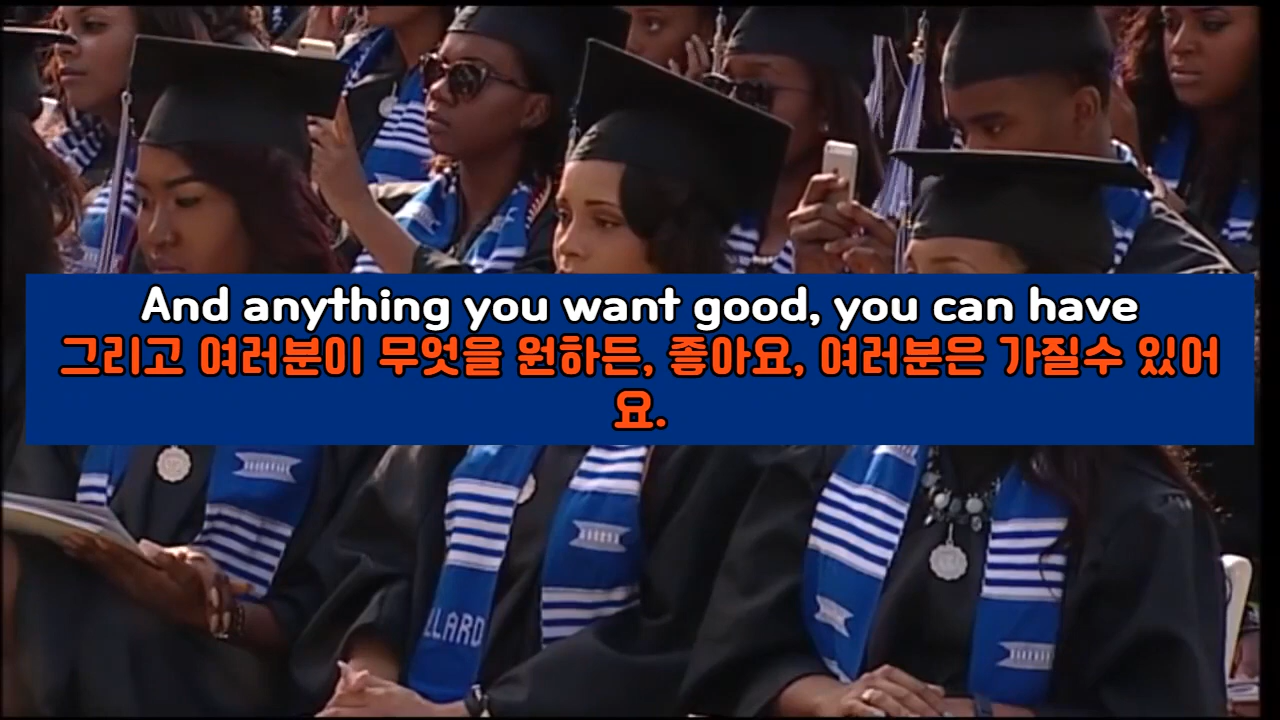 And anything you want good, you can have
그리고 여러분이 무엇을 원하든, 좋아요, 여러분은 가질수 있어
요.
LLARD